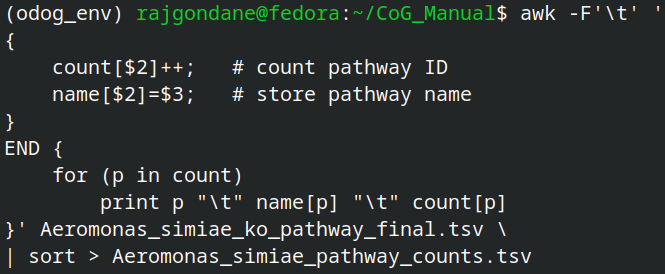 (odog_env) rajgondane@fedora:~/CoG_Manual$ awk -F'\t' '
{
    count[$2]++;   # count pathway ID
    name[$2]=$3;   # store pathway name
}
END {
    for (p in count)
        print p "\t" name[p] "\t" count[p]
}' Aeromonas_simiae_ko_pathway_final.tsv \
| sort > Aeromonas_simiae_pathway_counts.tsv